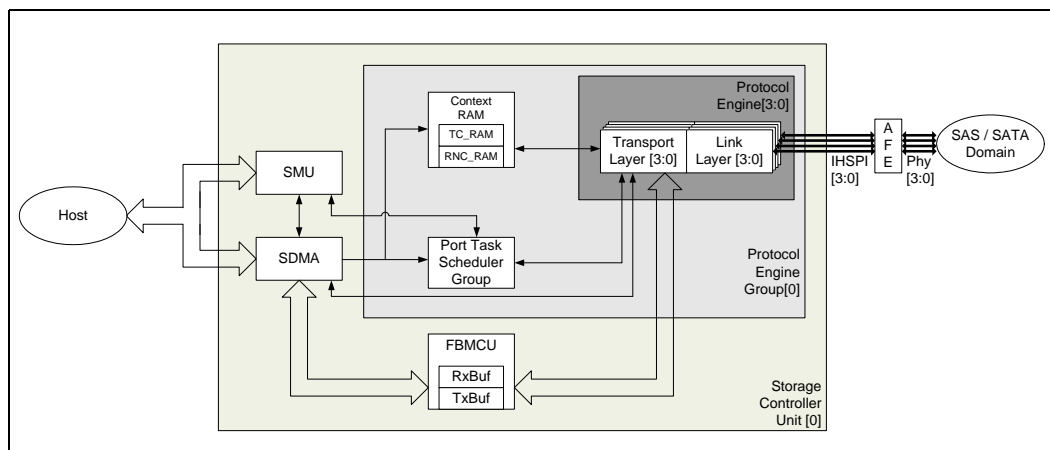 Host
SMU
SDMA
Context
RAM
TC_RAM
RNC_RAM
Port Task
Scheduler
Group
FBMCU
RxBuf
TxBuf
Protocol
Engine[3:0]
Transport
Layer [3:0]
Link
Layer [3:0]
Protocol
Engine
Group[0]
Storage
Controller
Unit [0]
IHSPI
[3:0]
A
F
E
Phy
[3:0]
SAS / SATA
Domain